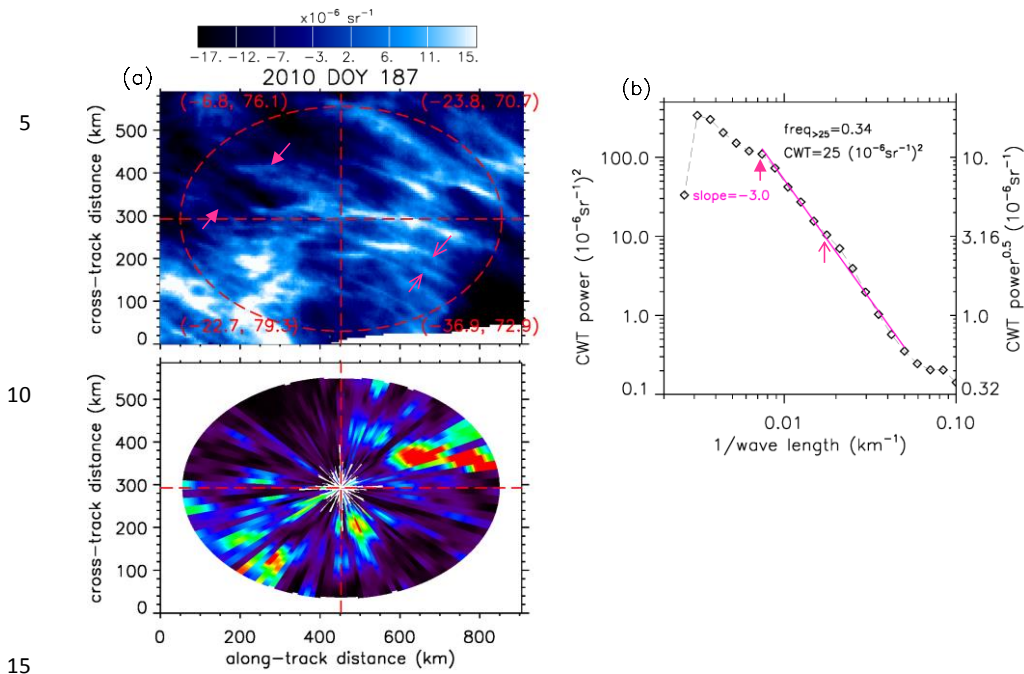 x10⁻⁶ sr⁻¹
-17. -12. -7. -3. 2. 6. 11. 15.
(a) 2010 DOY 187
(-6.8, 76.1) (-23.8, 70.7)
(-22.7, 79.3) (-36.9, 72.9)
cross-track distance (km)
500
400
300
200
100
0
cross-track distance (km)
500
400
300
200
100
0
0 200 400 600 800
along-track distance (km)
5
10
15
(b)
freq>25=0.34
CWT=25 (10⁻⁶sr⁻¹)²
slope=-3.0
CWT power (10⁻⁶sr⁻¹)²
100.0
10.0
1.0
0.1
CWT power⁰·⁵ (10⁻⁶sr⁻¹)
10.
3.16
1.0
0.32
0.01 0.10
1/wave length (km⁻¹)